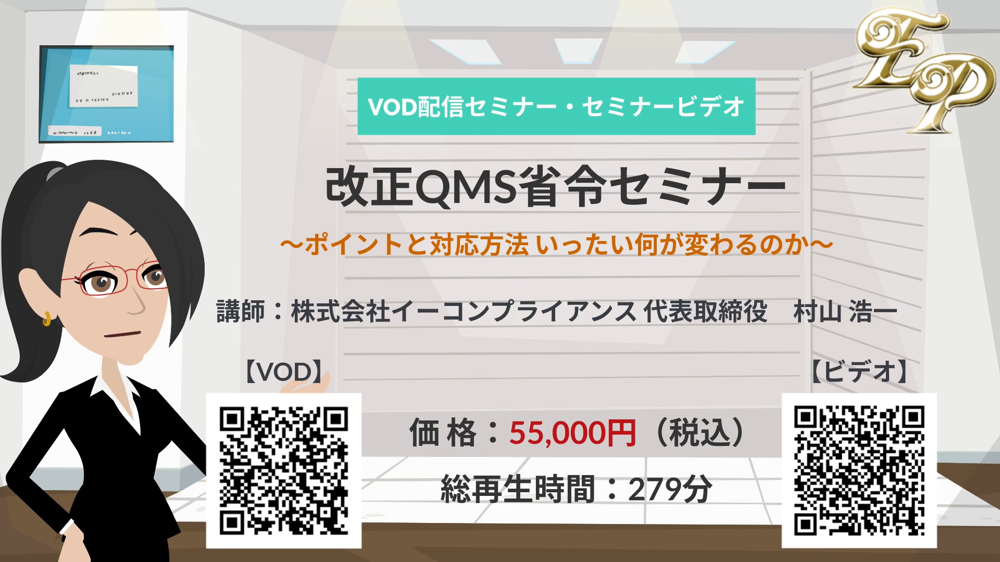 EP
VOD配信セミナー・セミナービデオ
改正QMS省令セミナー
～ポイントと対応方法 いったい何が変わるのか～
講師：株式会社イーコンプライアンス 代表取締役　村山 浩一
【VOD】
【ビデオ】
価 格：55,000円（税込）
総再生時間：279分